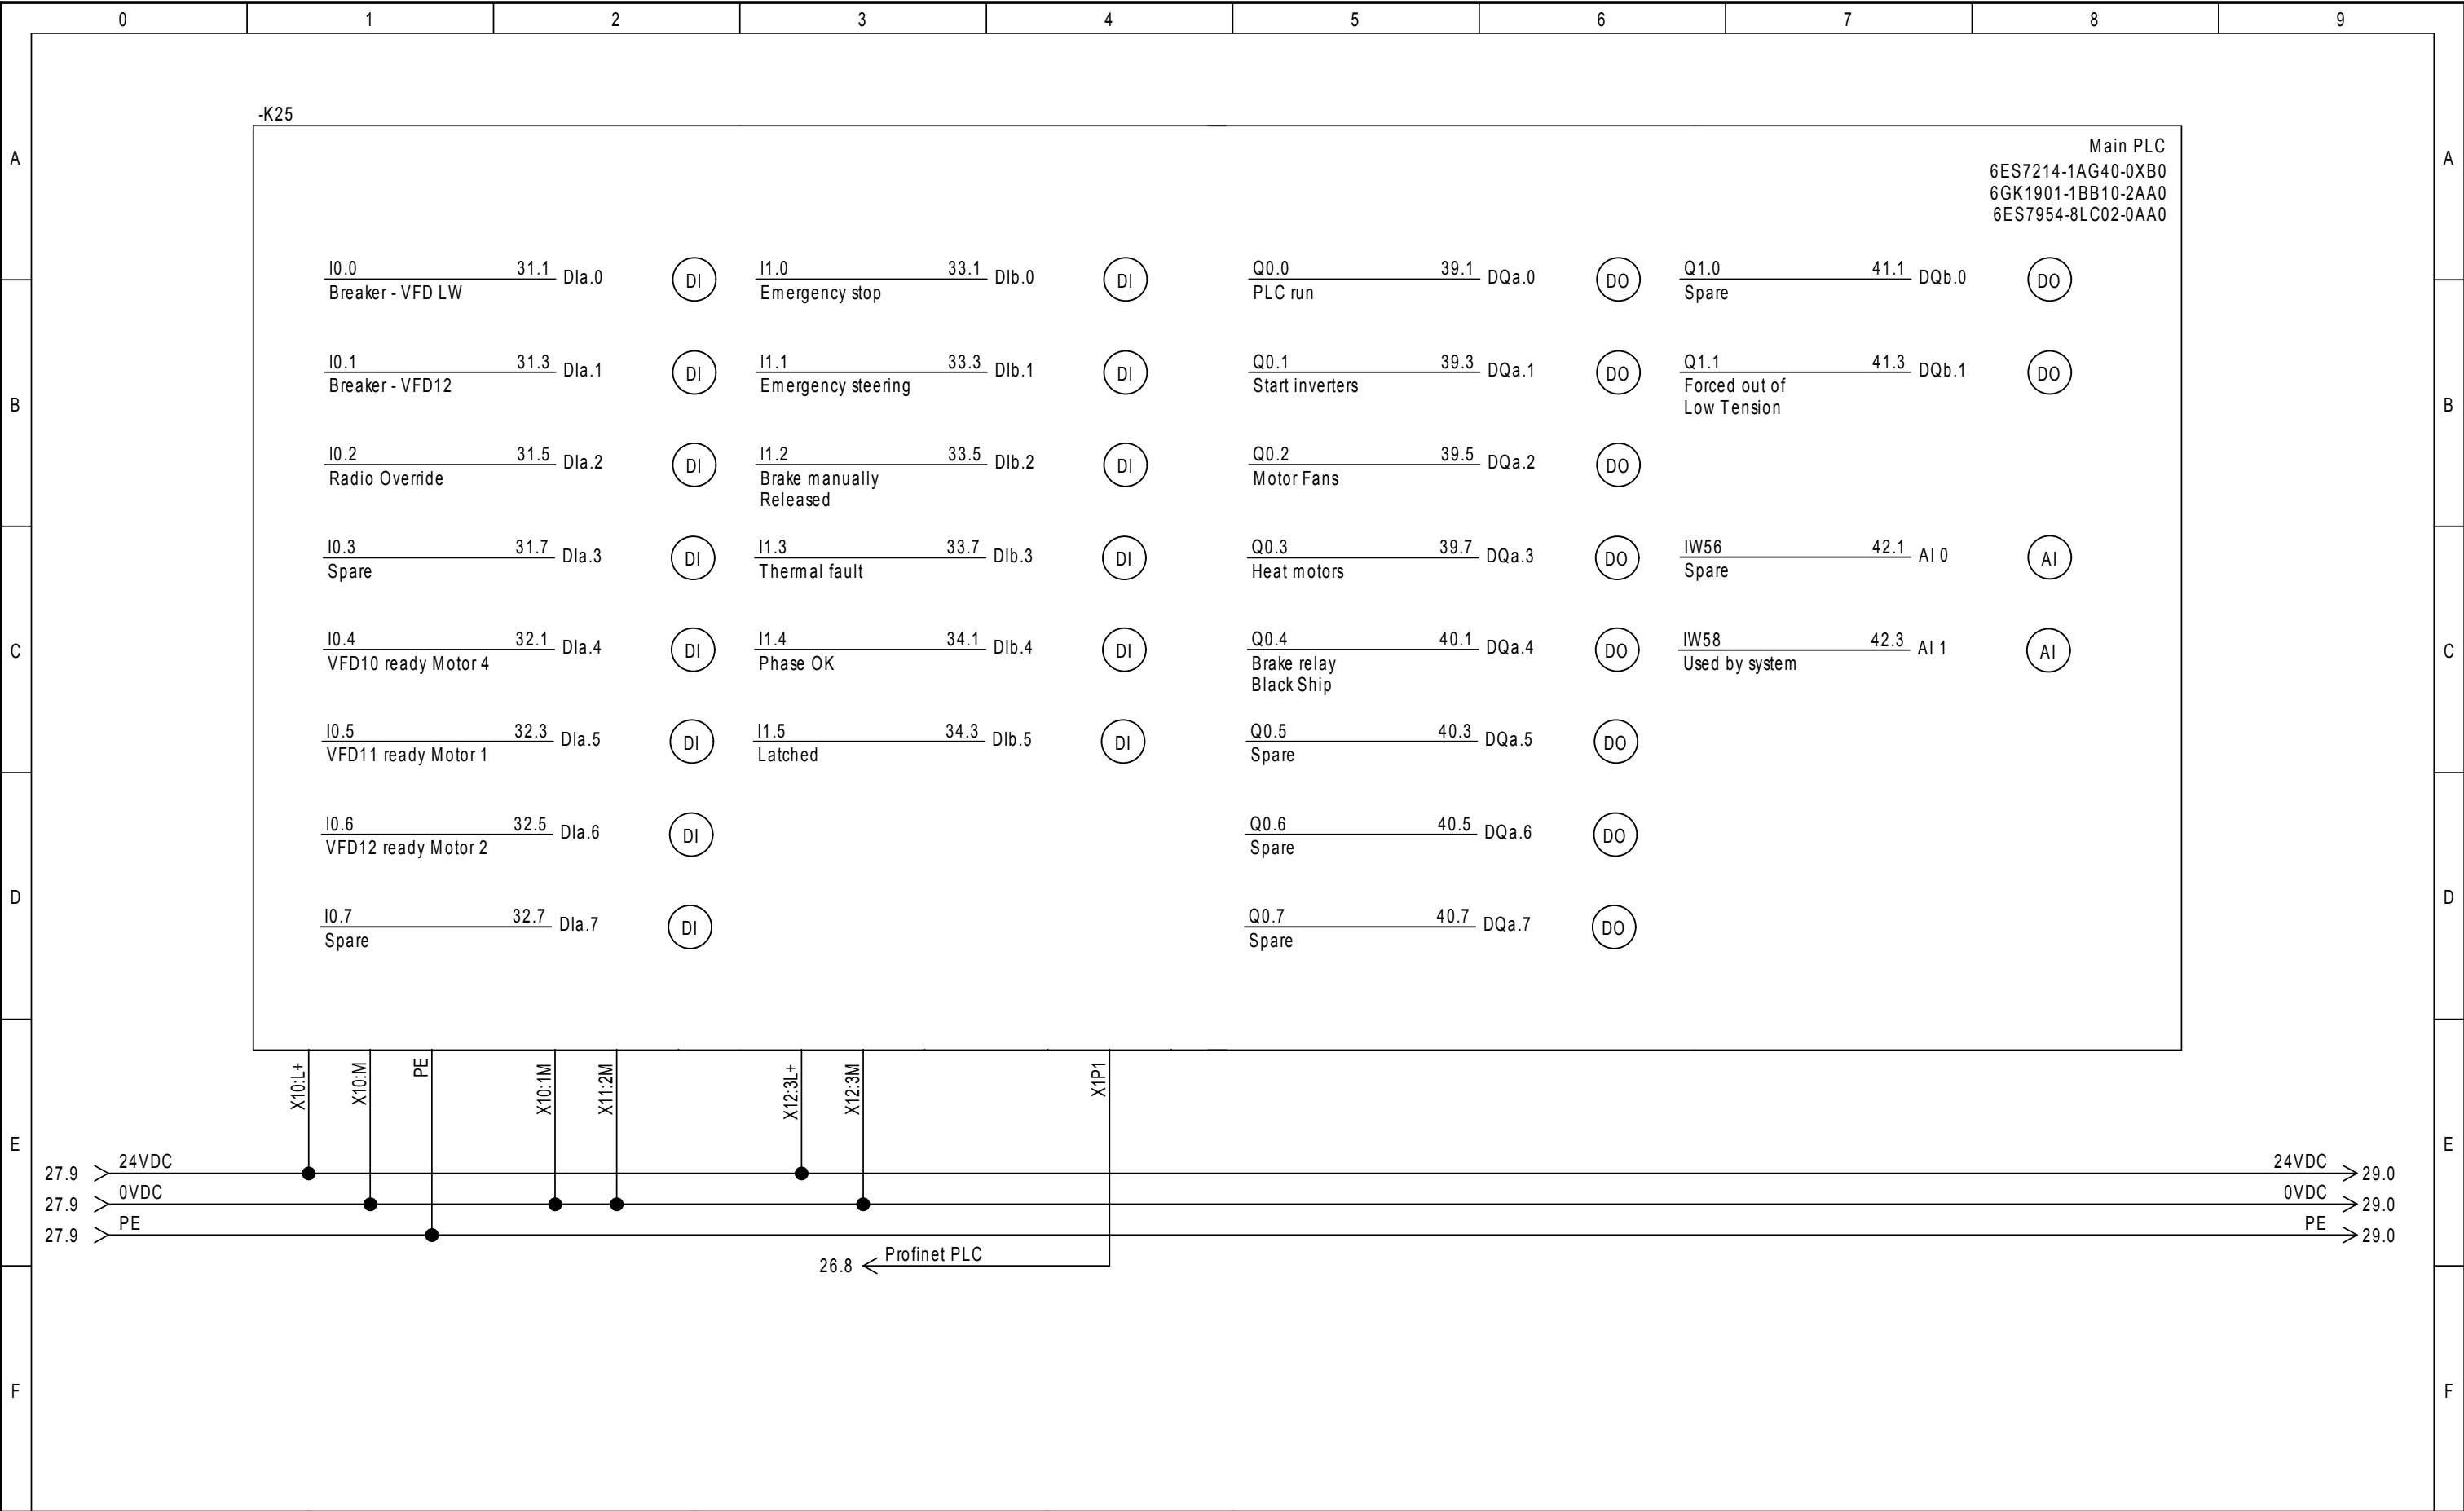 0 1 2 3 4 5 6 7 8 9
-K25
A A
Main PLC
6ES7214-1AG40-0XB0
6GK1901-1BB10-2AA0
6ES7954-8LC02-0AA0
I0.0 31.1 DIa.0 DI I1.0 33.1 DIb.0 DI Q0.0 39.1 DQa.0 DO Q1.0 41.1 DQb.0 DO
Breaker - VFD LW Emergency stop PLC run Spare
I0.1 31.3 DIa.1 DI I1.1 33.3 DIb.1 DI Q0.1 39.3 DQa.1 DO Q1.1 41.3 DQb.1 DO
Breaker - VFD12 Emergency steering Start inverters Forced out of
B Low Tension B
I0.2 31.5 DIa.2 DI I1.2 33.5 DIb.2 DI Q0.2 39.5 DQa.2 DO
Radio Override Brake manually Motor Fans
Released
I0.3 31.7 DIa.3 DI I1.3 33.7 DIb.3 DI Q0.3 39.7 DQa.3 DO IW56 42.1 AI 0 AI
Spare Thermal fault Heat motors Spare
I0.4 32.1 DIa.4 DI I1.4 34.1 DIb.4 DI Q0.4 40.1 DQa.4 DO IW58 42.3 AI 1 AI
C C
VFD10 ready Motor 4 Phase OK Brake relay Used by system
Black Ship
I0.5 32.3 DIa.5 DI I1.5 34.3 DIb.5 DI Q0.5 40.3 DQa.5 DO
VFD11 ready Motor 1 Latched Spare
I0.6 32.5 DIa.6 DI Q0.6 40.5 DQa.6 DO
VFD12 ready Motor 2 Spare
D D
I0.7 32.7 DIa.7 DI Q0.7 40.7 DQa.7 DO
Spare Spare
X10:L+ X10:M PE X10:1M X11:2M X12:3L+ X12:3M X1P1
E E
27.9 24VDC 24VDC 29.0
27.9 0VDC 0VDC 29.0
27.9 PE PE 29.0
26.8 Profinet PLC
F F